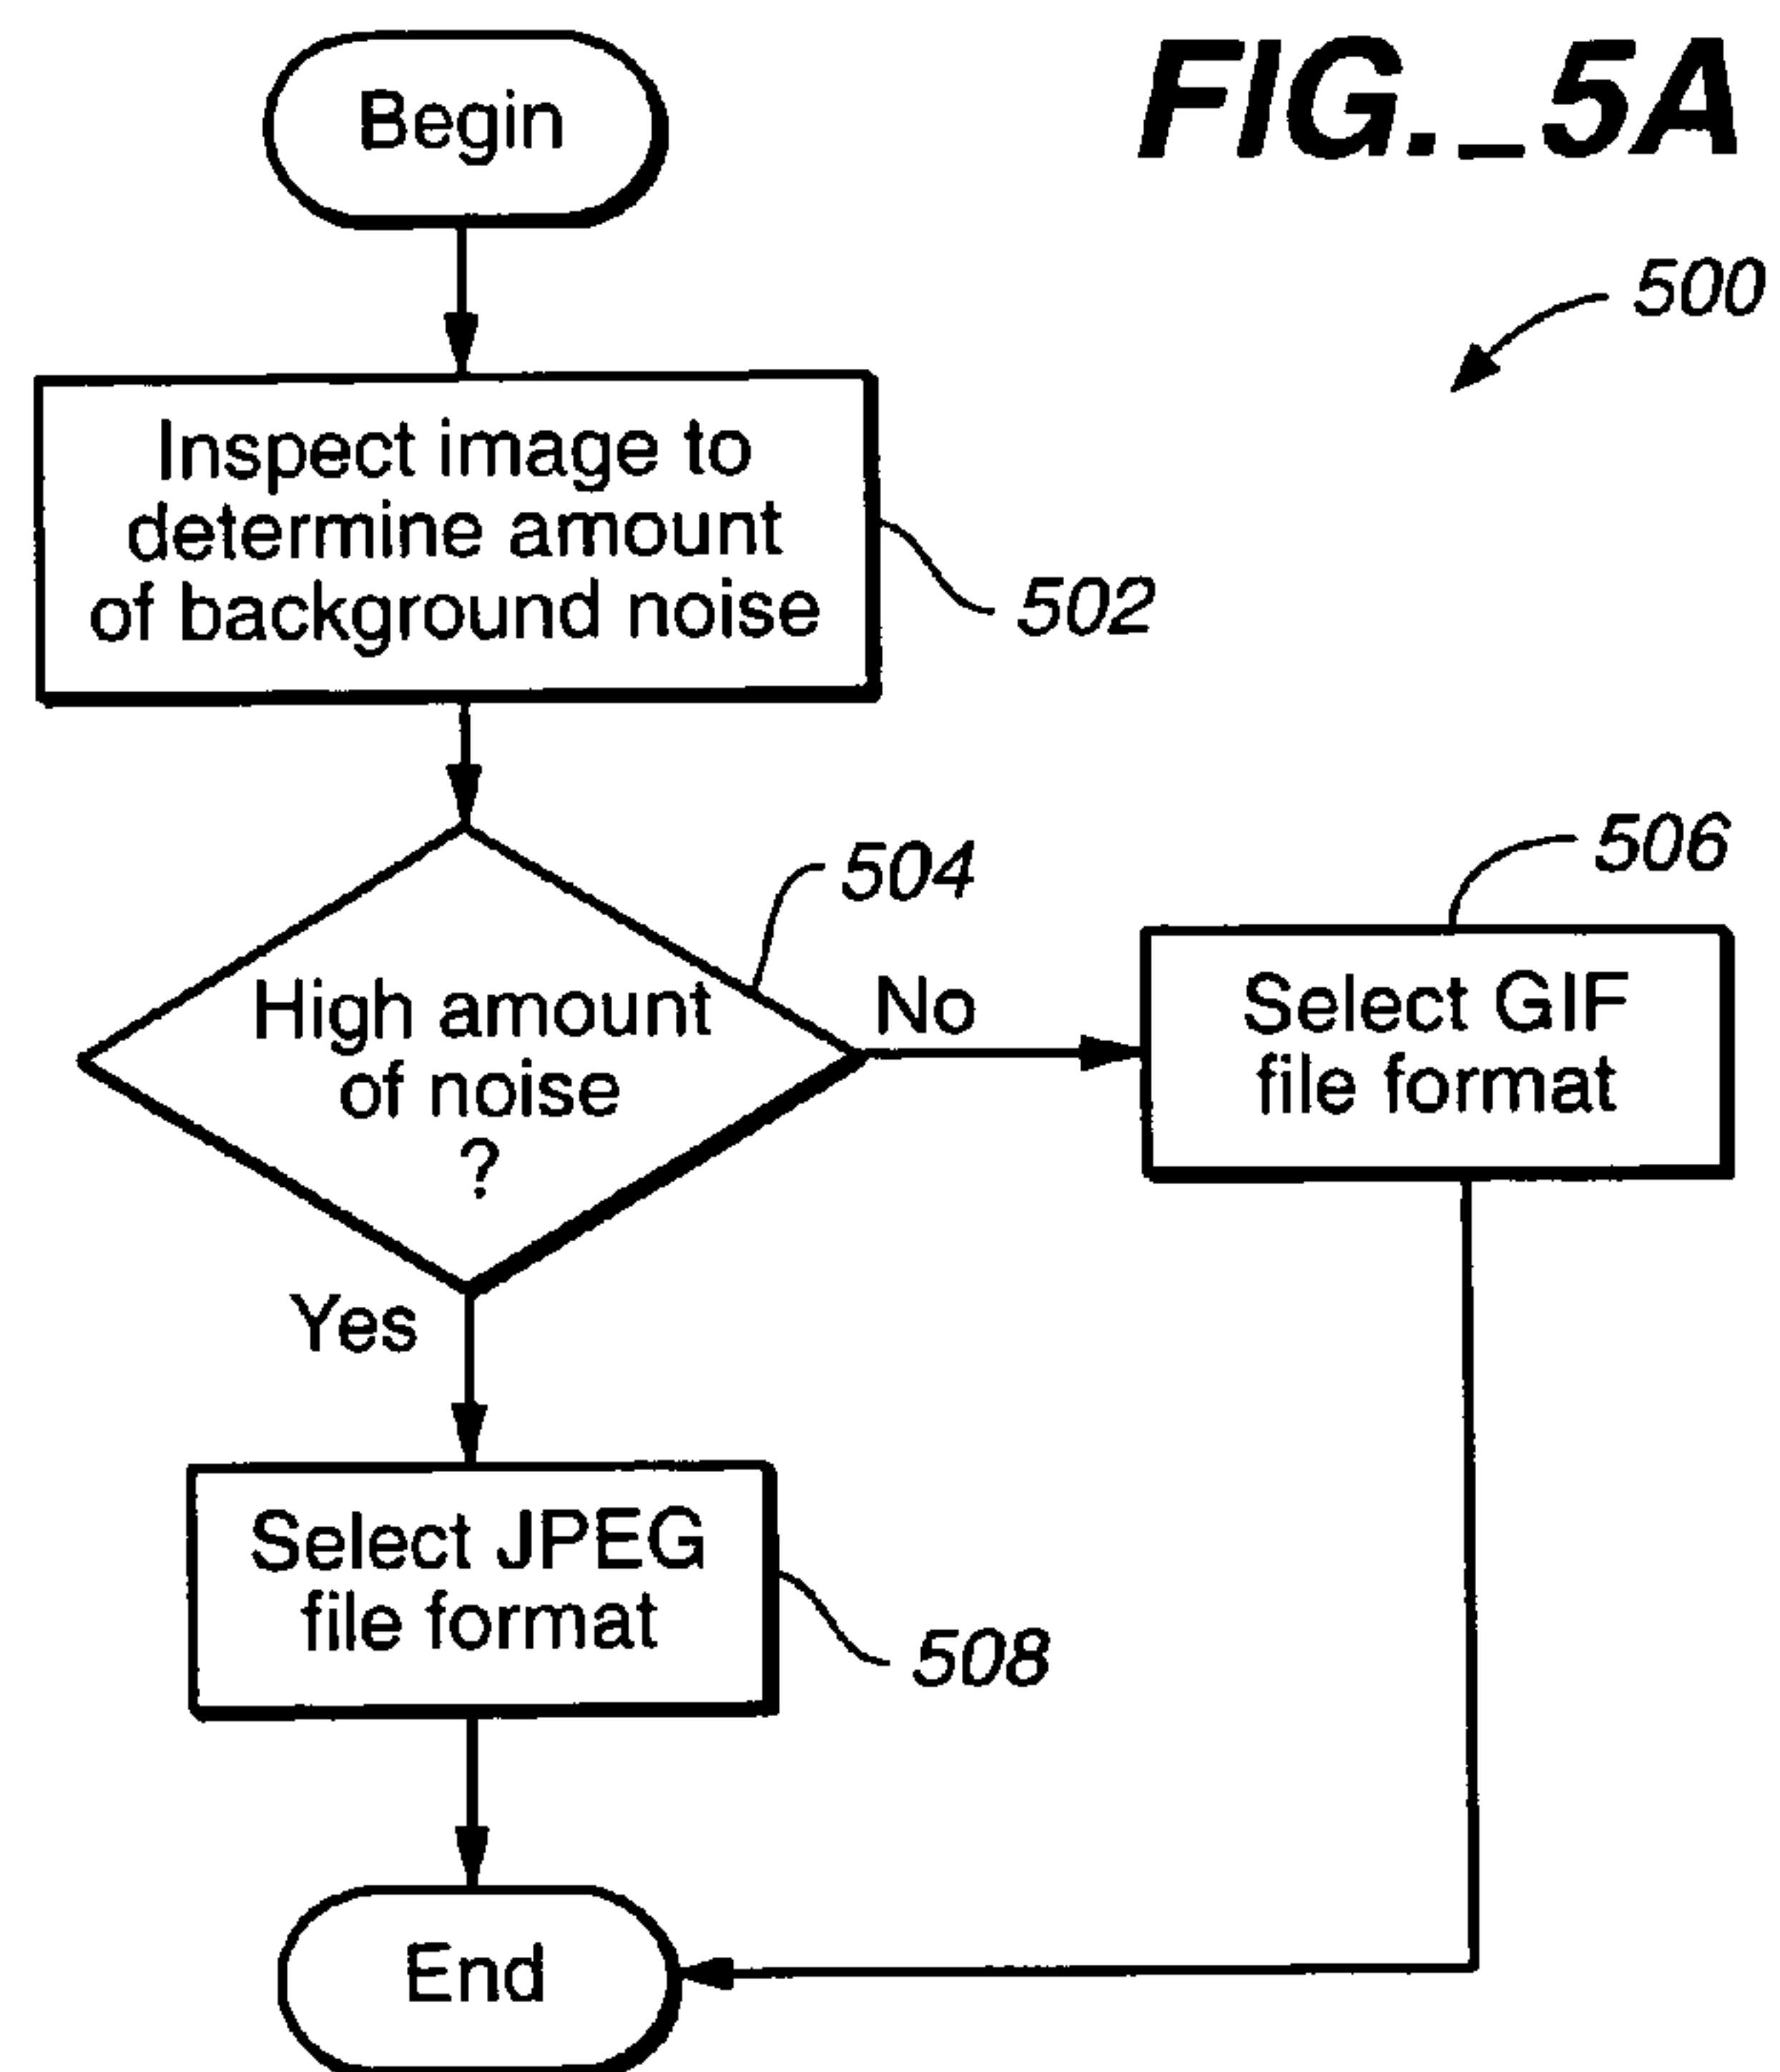 FIG._5A
Begin
500
Inspect image to
determine amount
of background noise
502
504
High amount
of noise
?
No
506
Select GIF
file format
Yes
Select JPEG
file format
508
End